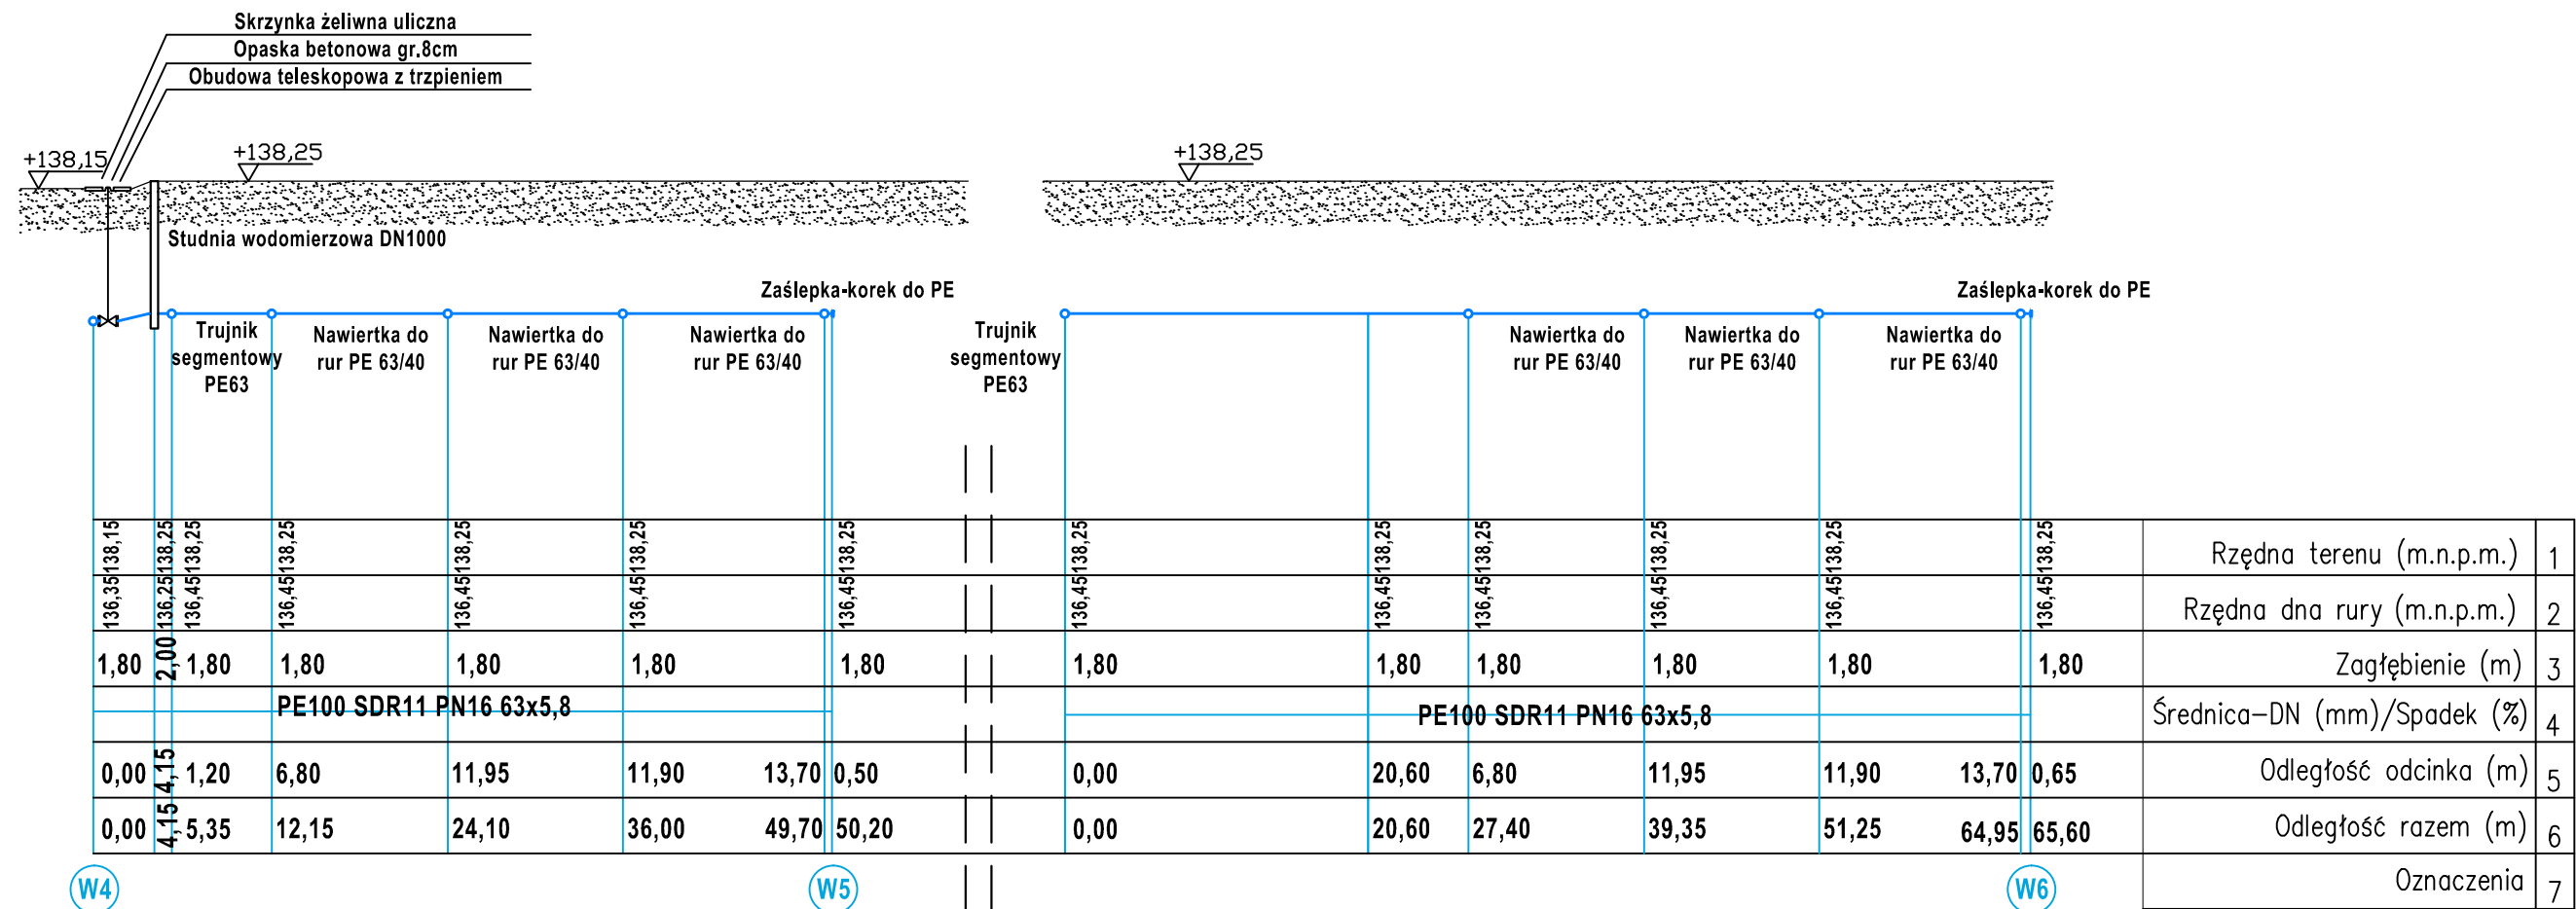 Skrzynka żeliwna uliczna
Opaska betonowa gr.8cm
Obudowa teleskopowa z trzpieniem
+138,15
+138,25
+138,25
Studnia wodomierzowa DN1000
Zaślepka-korek do PE
Zaślepka-korek do PE
Trujnik
segmentowy
PE63
Nawiertka do
rur PE 63/40
Nawiertka do
rur PE 63/40
Nawiertka do
rur PE 63/40
Trujnik
segmentowy
PE63
Nawiertka do
rur PE 63/40
Nawiertka do
rur PE 63/40
Nawiertka do
rur PE 63/40
138,15 138,25 138,25 138,25 138,25 138,25 138,25 138,25 138,25 138,25 138,25 138,25 138,25 Rzędna terenu (m.n.p.m.) 1
136,35 136,25 136,45 136,45 136,45 136,45 136,45 136,45 136,45 136,45 136,45 136,45 136,45 Rzędna dna rury (m.n.p.m.) 2
1,80 2,00 1,80 1,80 1,80 1,80 1,80 1,80 1,80 1,80 1,80 1,80 1,80 Zagłębienie (m) 3
PE100 SDR11 PN16 63x5,8 PE100 SDR11 PN16 63x5,8 Średnica-DN (mm)/Spadek (%) 4
0,00 4,15 1,20 6,80 11,95 11,90 13,70 0,50 0,00 20,60 6,80 11,95 11,90 13,70 0,65 Odległość odcinka (m) 5
0,00 4,15 5,35 12,15 24,10 36,00 49,70 50,20 0,00 20,60 27,40 39,35 51,25 64,95 65,60 Odległość razem (m) 6
W4 W5 W6 Oznaczenia 7